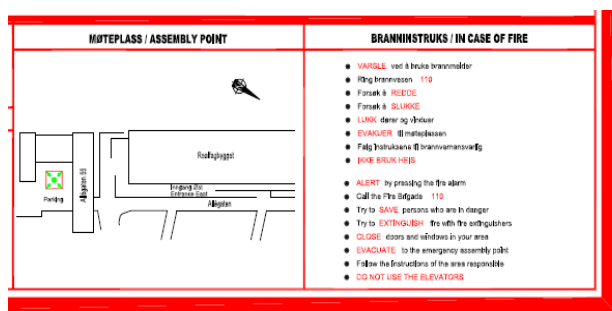 MØTEPLASS / ASSEMBLY POINT
Realfagbygget
Allégaten 55
Parking
Inngang Øst
Entrance East
Allégaten
BRANNINSTRUKS / IN CASE OF FIRE
● VARSLE ved å bruke brannmelder
● Ring brannvesen 110
● Forsøk å REDDE
● Forsøk å SLUKKE
● LUKK dører og vinduer
● EVAKUER til møteplassen
● Følg instruksene til brannvernansvarlig
● IKKE BRUK HEIS
● ALERT by pressing the fire alarm
● Call the Fire Brigade 110
● Try to SAVE persons who are in danger
● Try to EXTINGUISH fire with fire extinguishers
● CLOSE doors and windows in your area
● EVACUATE to the emergency assembly point
● Follow the instructions of the area responsible
● DO NOT USE THE ELEVATORS